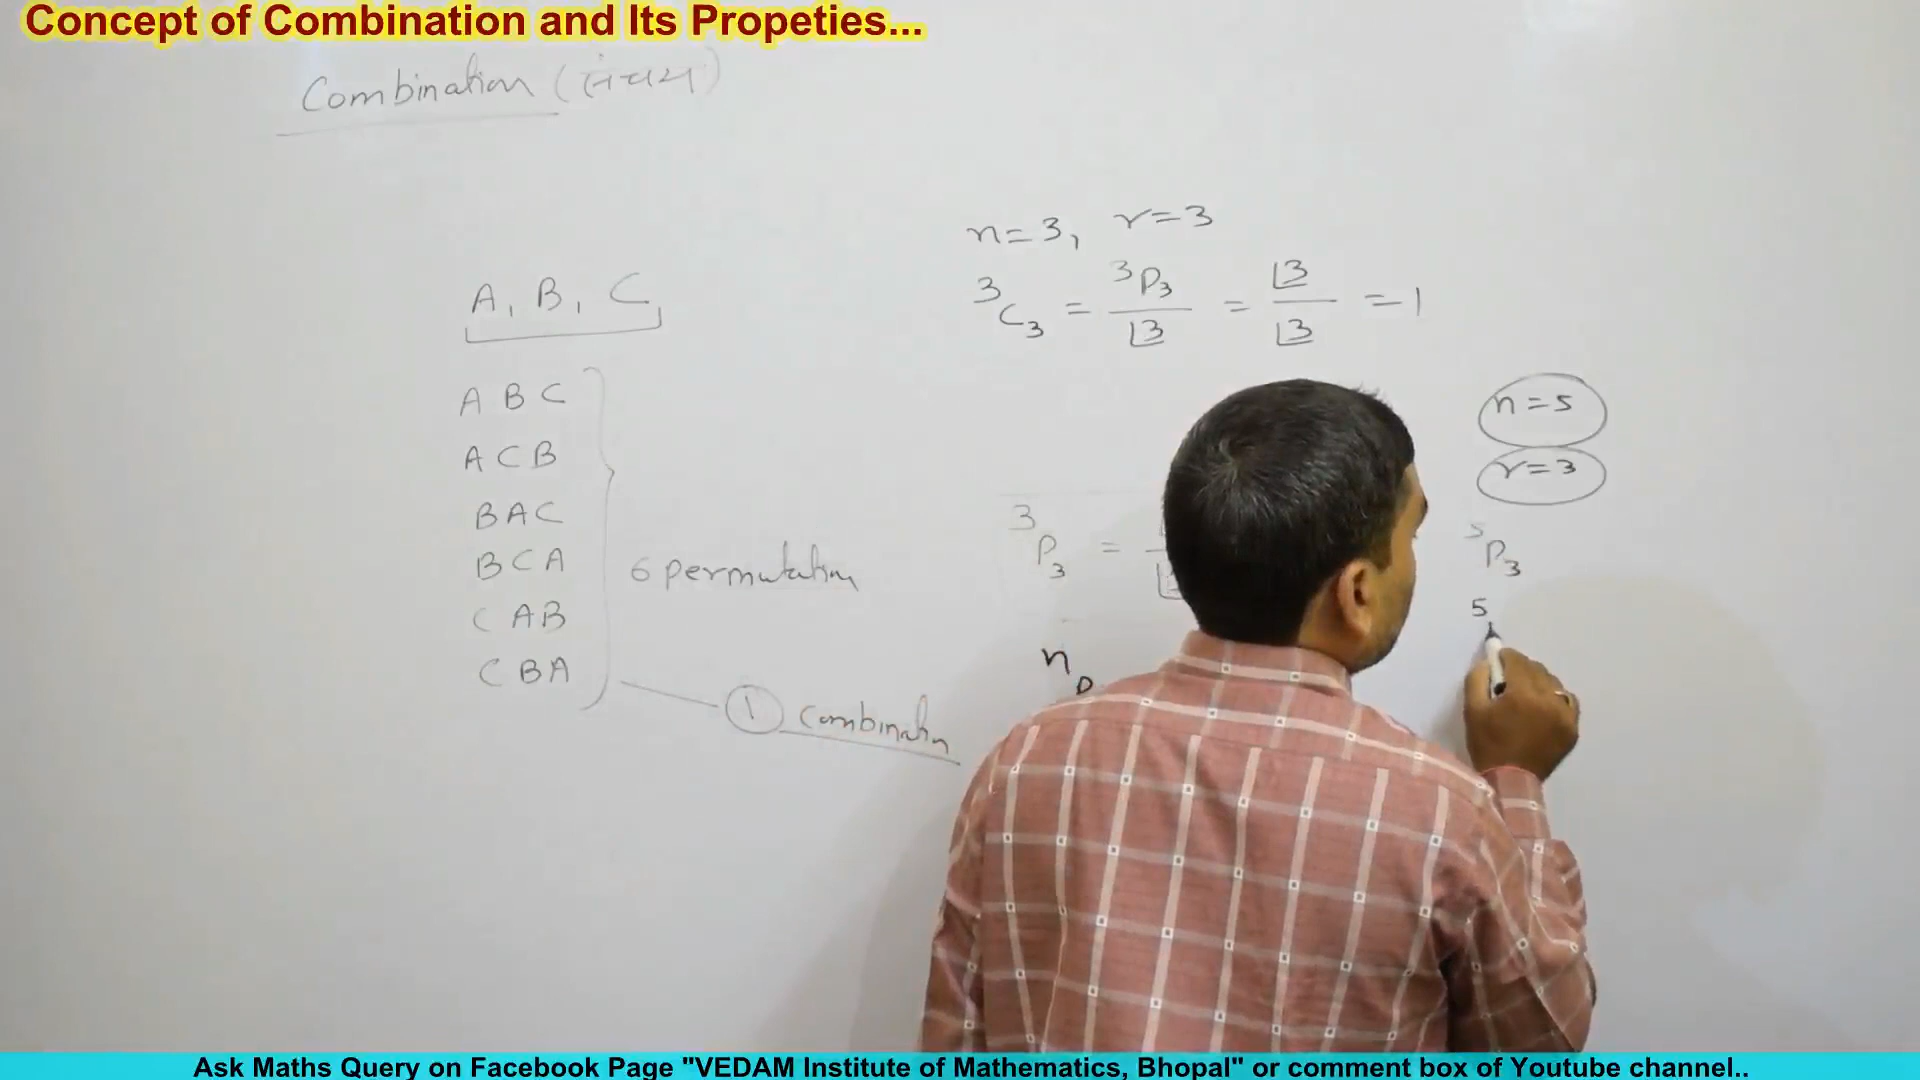 Concept of Combination and Its Propeties...
Combination (संचय)
A, B, C
A B C
A C B
B A C
B C A
C A B
C B A
6 permutation
1 combination
n=3, r=3
³C₃ = ³P₃ / ⌊3 = ⌊3 / ⌊3 = 1
n=5
r=3
³P₃ =
⁵P₃
5
n
P
Ask Maths Query on Facebook Page "VEDAM Institute of Mathematics, Bhopal" or comment box of Youtube channel..